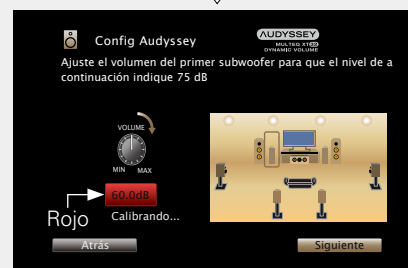 Config Audyssey
AUDYSSEY
MULTEQ XT32
DYNAMIC VOLUME
Ajuste el volumen del primer subwoofer para que el nivel de a
continuación indique 75 dB
VOLUME
MIN MAX
60.0dB
Rojo
Calibrando...
Atrás
Siguiente